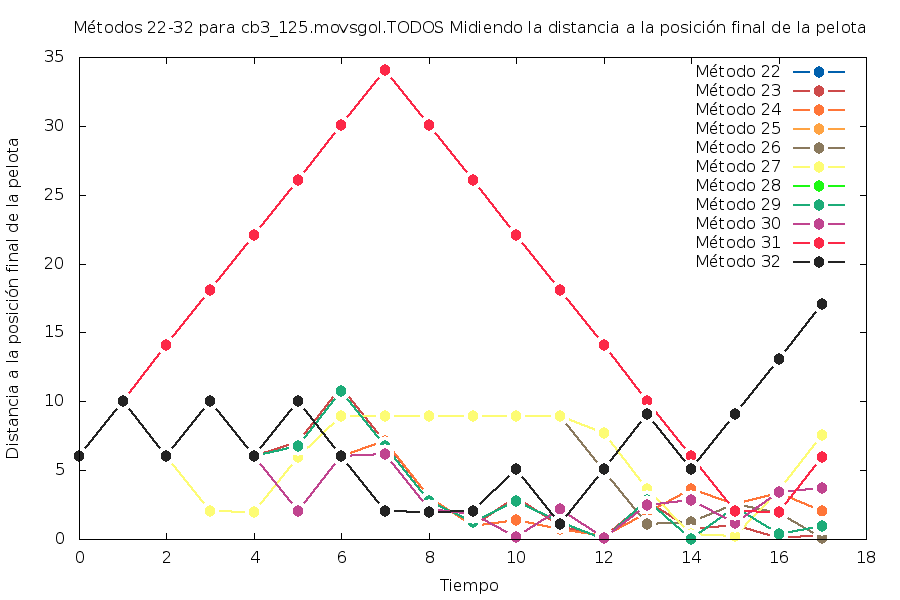 Métodos 22-32 para cb3_125.movsgol.TODOS Midiendo la distancia a la posición final de la pelota
Distancia a la posición final de la pelota
35
30
25
20
15
10
5
0
Método 22
Método 23
Método 24
Método 25
Método 26
Método 27
Método 28
Método 29
Método 30
Método 31
Método 32
0 2 4 6 8 10 12 14 16 18
Tiempo